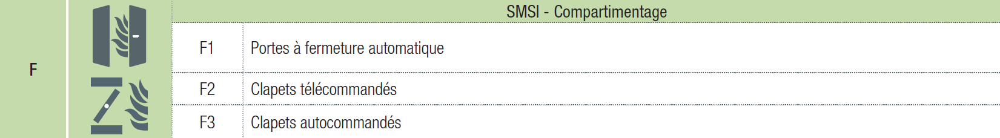 SMSI - Compartimentage
F
F1 Portes à fermeture automatique
F2 Clapets télécommandés
F3 Clapets autocommandés